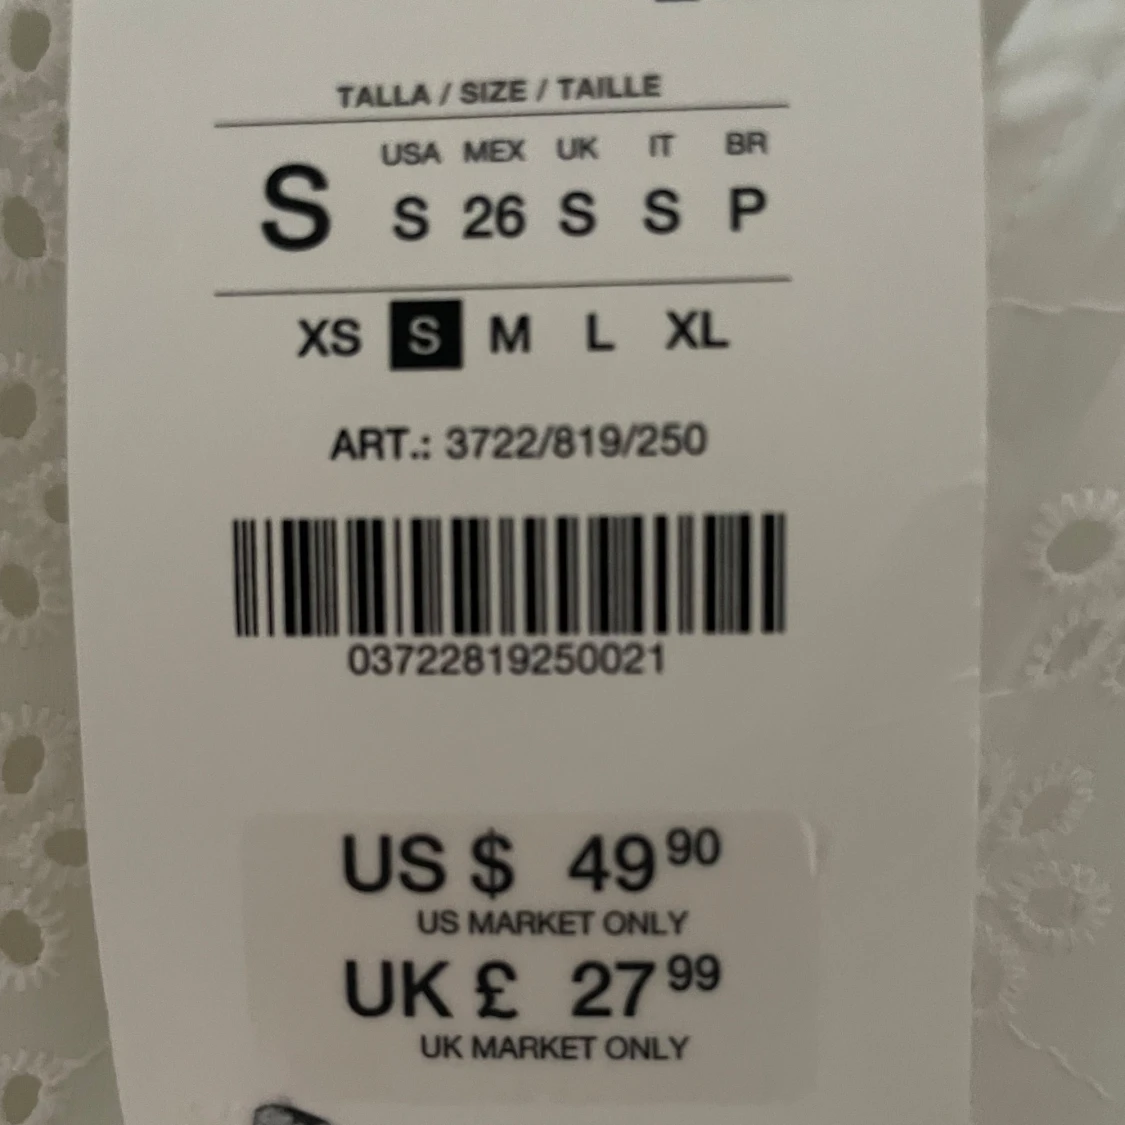 TALLA / SIZE / TAILLE
USA MEX UK IT BR
S S 26 S S P
XS S M L XL
ART.: 3722/819/250
03722819250021
US $ 49 90
US MARKET ONLY
UK £ 27 99
UK MARKET ONLY